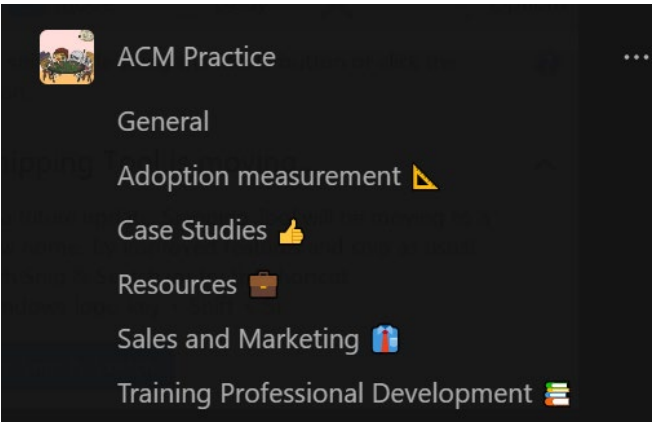 ACM Practice
General
Adoption measurement 📐
Case Studies 👍
Resources 💼
Sales and Marketing 👔
Training Professional Development 📚